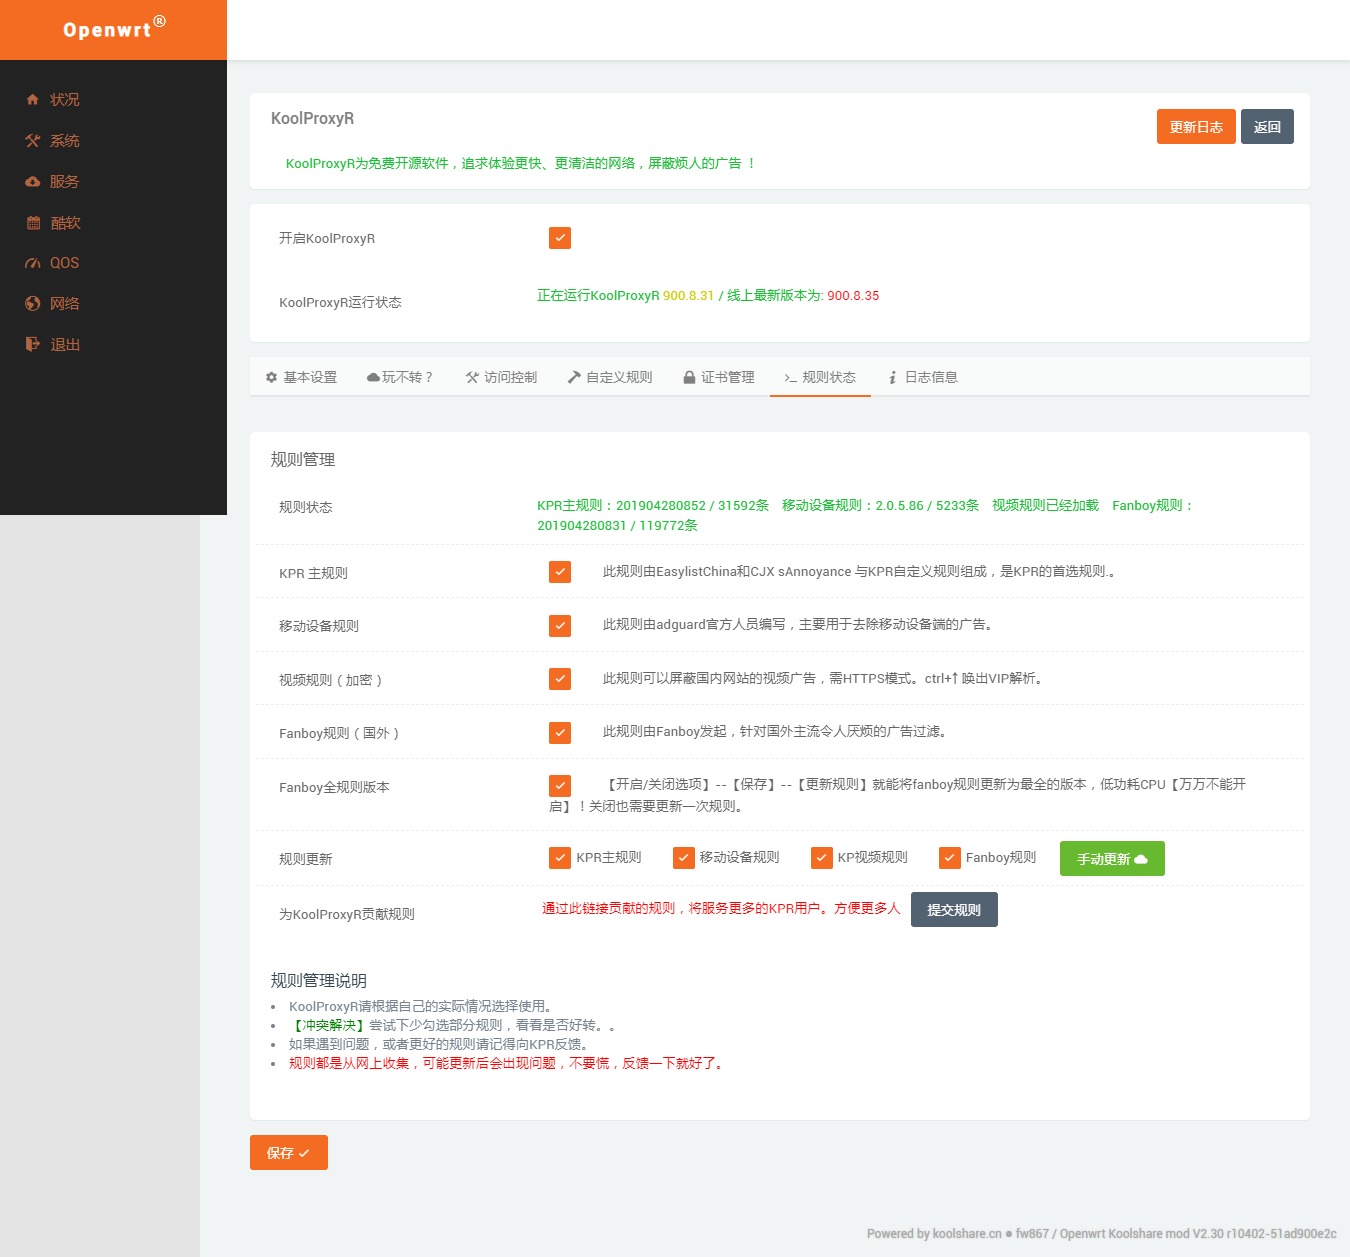 Openwrt®
状况
系统
服务
酷软
QOS
网络
退出
KoolProxyR
更新日志 返回
KoolProxyR为免费开源软件，追求体验更快、更清洁的网络，屏蔽烦人的广告 ！
开启KoolProxyR
KoolProxyR运行状态 正在运行KoolProxyR 900.8.31 / 线上最新版本为: 900.8.35
基本设置 玩不转？ 访问控制 自定义规则 证书管理 规则状态 日志信息
规则管理
规则状态 KPR主规则：201904280852 / 31592条 移动设备规则：2.0.5.86 / 5233条 视频规则已经加载 Fanboy规则：
201904280831 / 119772条
KPR 主规则 此规则由EasylistChina和CJX sAnnoyance 与KPR自定义规则组成，是KPR的首选规则.。
移动设备规则 此规则由adguard官方人员编写，主要用于去除移动设备端的广告。
视频规则（加密） 此规则可以屏蔽国内网站的视频广告，需HTTPS模式。ctrl+↑ 唤出VIP解析。
Fanboy规则（国外） 此规则由Fanboy发起，针对国外主流令人厌烦的广告过滤。
Fanboy全规则版本 【开启/关闭选项】--【保存】--【更新规则】就能将fanboy规则更新为最全的版本，低功耗CPU【万万不能开
启】！关闭也需要更新一次规则。
规则更新 KPR主规则 移动设备规则 KP视频规则 Fanboy规则 手动更新
为KoolProxyR贡献规则 通过此链接贡献的规则，将服务更多的KPR用户。方便更多人 提交规则
规则管理说明
• KoolProxyR请根据自己的实际情况选择使用。
• 【冲突解决】尝试下少勾选部分规则，看看是否好转。。
• 如果遇到问题，或者更好的规则请记得向KPR反馈。
• 规则都是从网上收集，可能更新后会出现问题，不要慌，反馈一下就好了。
保存
Powered by koolshare.cn ● fw867 / Openwrt Koolshare mod V2.30 r10402-51ad900e2c